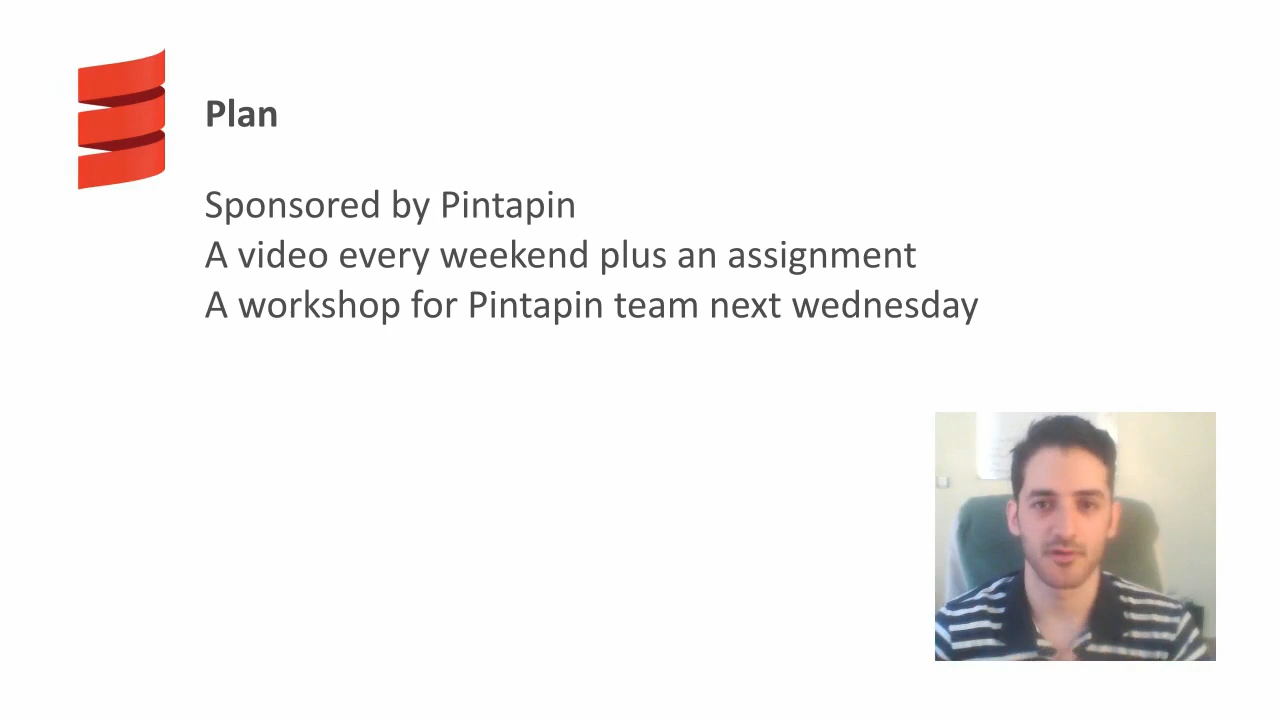 Plan
Sponsored by Pintapin
A video every weekend plus an assignment
A workshop for Pintapin team next wednesday